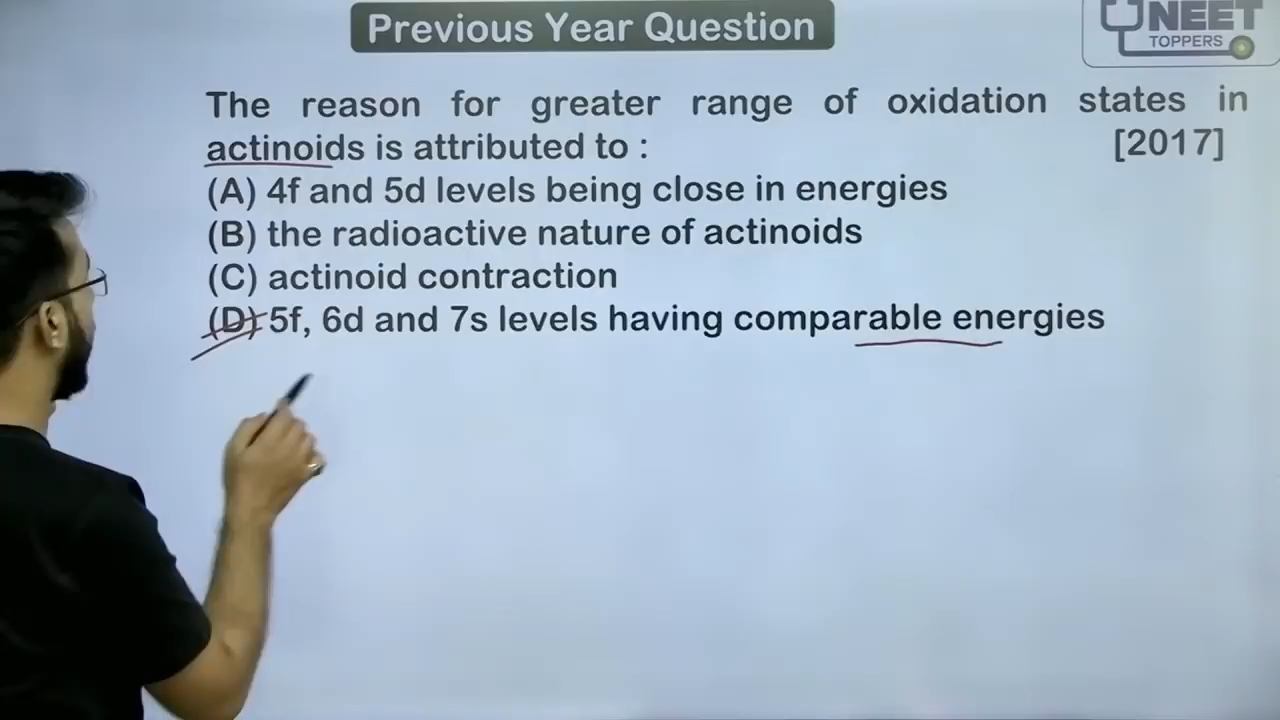 Previous Year Question
NEET
TOPPERS
The reason for greater range of oxidation states in
actinoids is attributed to :
[2017]
(A) 4f and 5d levels being close in energies
(B) the radioactive nature of actinoids
(C) actinoid contraction
(D) 5f, 6d and 7s levels having comparable energies